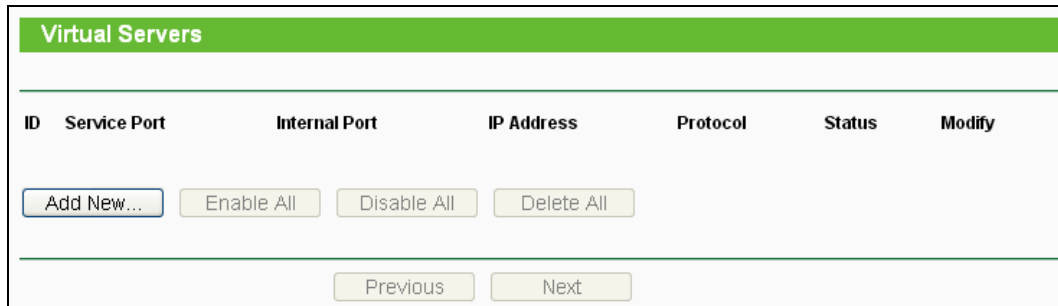 Virtual Servers
ID Service Port Internal Port IP Address Protocol Status Modify
Add New... Enable All Disable All Delete All
Previous Next